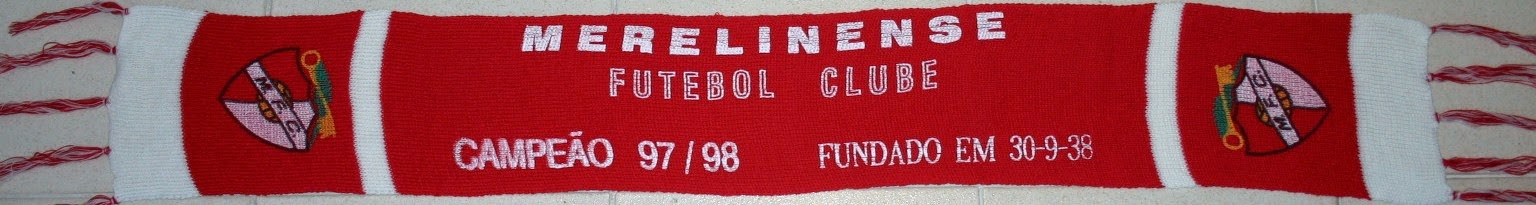 MERELINENSE
FUTEBOL CLUBE
CAMPEÃO 97/98 FUNDADO EM 30-9-38
M.F.C.
M.F.C.